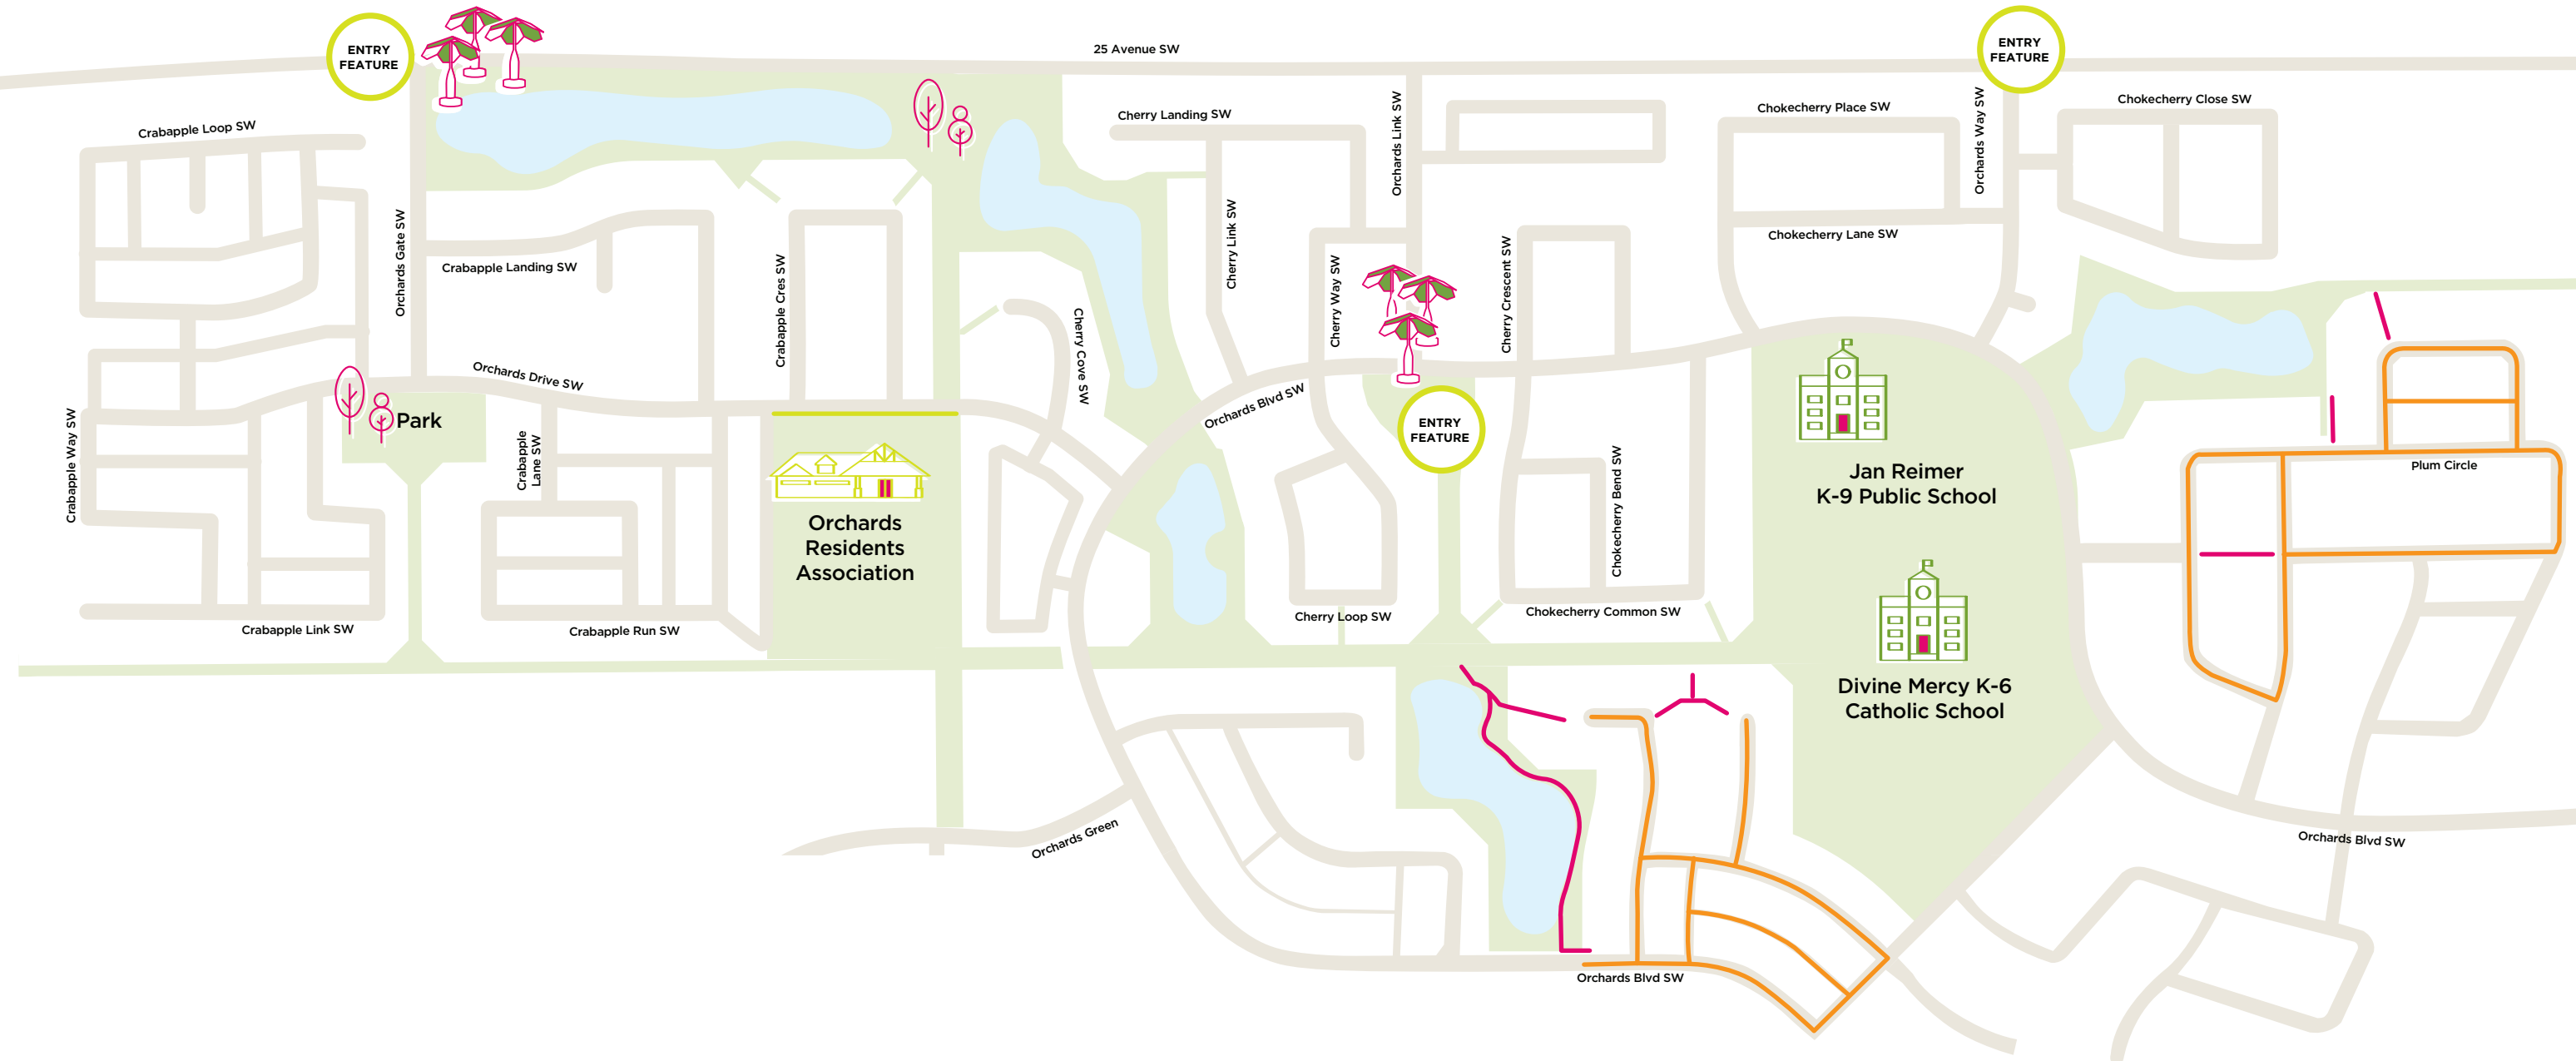 ENTRY
FEATURE
25 Avenue SW
ENTRY
FEATURE
Crabapple Loop SW
Cherry Landing SW
Orchards Link SW
Chokecherry Place SW
Orchards Way SW
Chokecherry Close SW
Orchards Gate SW
Crabapple Landing SW
Crabapple Cres SW
Cherry Link SW
Cherry Way SW
Cherry Crescent SW
Chokecherry Lane SW
Cherry Cove SW
Orchards Drive SW
Orchards Blvd SW
Park
Crabapple Way SW
Crabapple
Lane SW
ENTRY
FEATURE
Chokecherry Bend SW
Jan Reimer
K-9 Public School
Plum Circle
Orchards
Residents
Association
Crabapple Link SW
Crabapple Run SW
Cherry Loop SW
Chokecherry Common SW
Divine Mercy K-6
Catholic School
Orchards Green
Orchards Blvd SW
Orchards Blvd SW